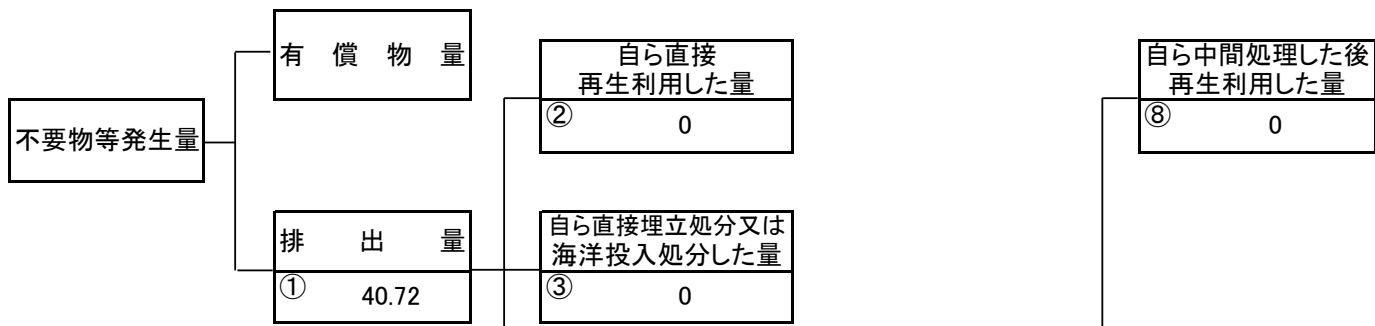 有償物量
自ら直接
再生利用した量
② 0
自ら中間処理した後
再生利用した量
⑧ 0
不要物等発生量
排出量
① 40.72
自ら直接埋立処分又は
海洋投入処分した量
③ 0